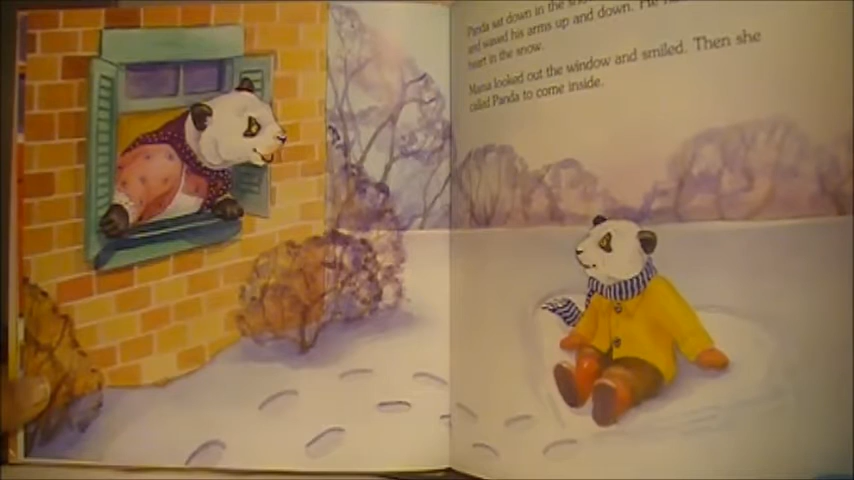 Panda sat down in the
and waved his arms up and down. He
heart in the snow.
Mama looked out the window and smiled. Then she
called Panda to come inside.